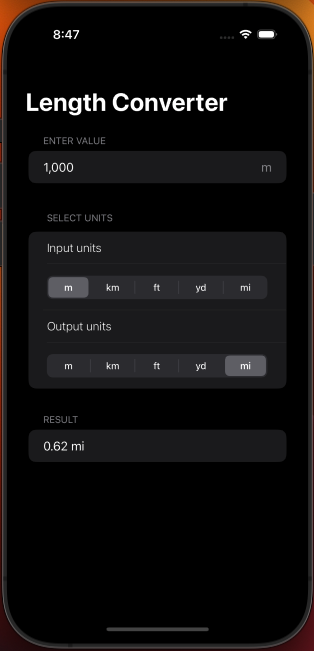 8:47
Length Converter
ENTER VALUE
1,000 m
SELECT UNITS
Input units
m km ft yd mi
Output units
m km ft yd mi
RESULT
0.62 mi